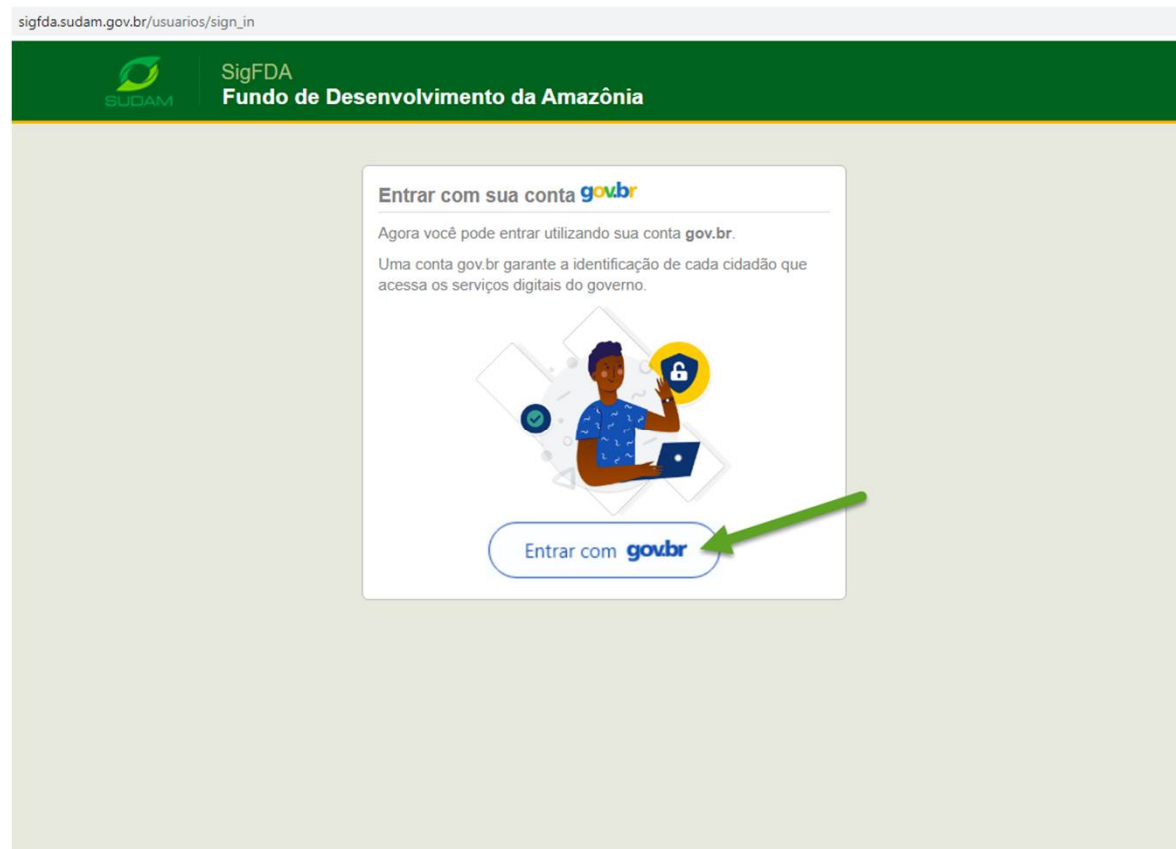 sigfda.sudam.gov.br/usuarios/sign_in
SUDAM
SigFDA
Fundo de Desenvolvimento da Amazônia
Entrar com sua conta gov.br
Agora você pode entrar utilizando sua conta gov.br.
Uma conta gov.br garante a identificação de cada cidadão que
acessa os serviços digitais do governo.
Entrar com gov.br